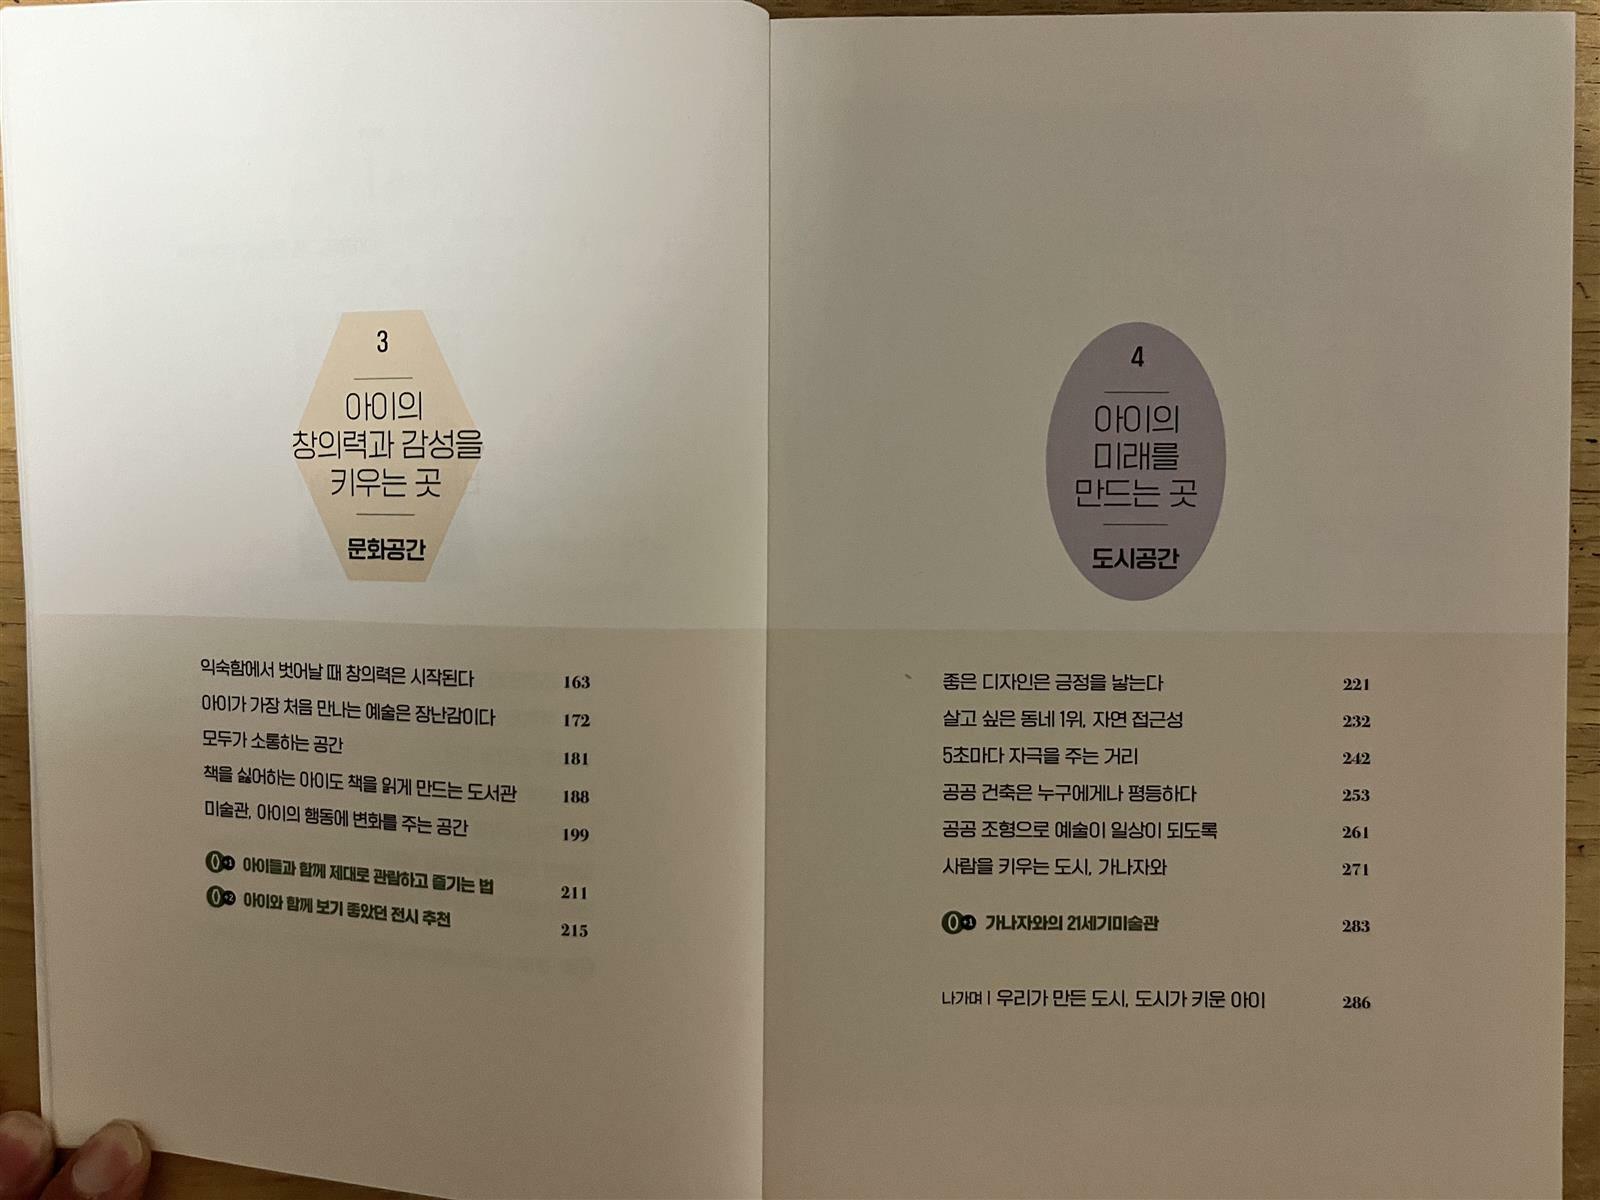 3
아이의
창의력과 감성을
키우는 곳
문화공간
익숙함에서 벗어날 때 창의력은 시작된다 163
아이가 가장 처음 만나는 예술은 장난감이다 172
모두가 소통하는 공간 181
책을 싫어하는 아이도 책을 읽게 만드는 도서관 188
미술관, 아이의 행동에 변화를 주는 공간 199
+1 아이들과 함께 제대로 관람하고 즐기는 법 211
+2 아이와 함께 보기 좋았던 전시 추천 215
4
아이의
미래를
만드는 곳
도시공간
좋은 디자인은 긍정을 낳는다 221
살고 싶은 동네 1위, 자연 접근성 232
5초마다 자극을 주는 거리 242
공공 건축은 누구에게나 평등하다 253
공공 조형으로 예술이 일상이 되도록 261
사람을 키우는 도시, 가나자와 271
+1 가나자와의 21세기미술관 283
나가며 | 우리가 만든 도시, 도시가 키운 아이 286